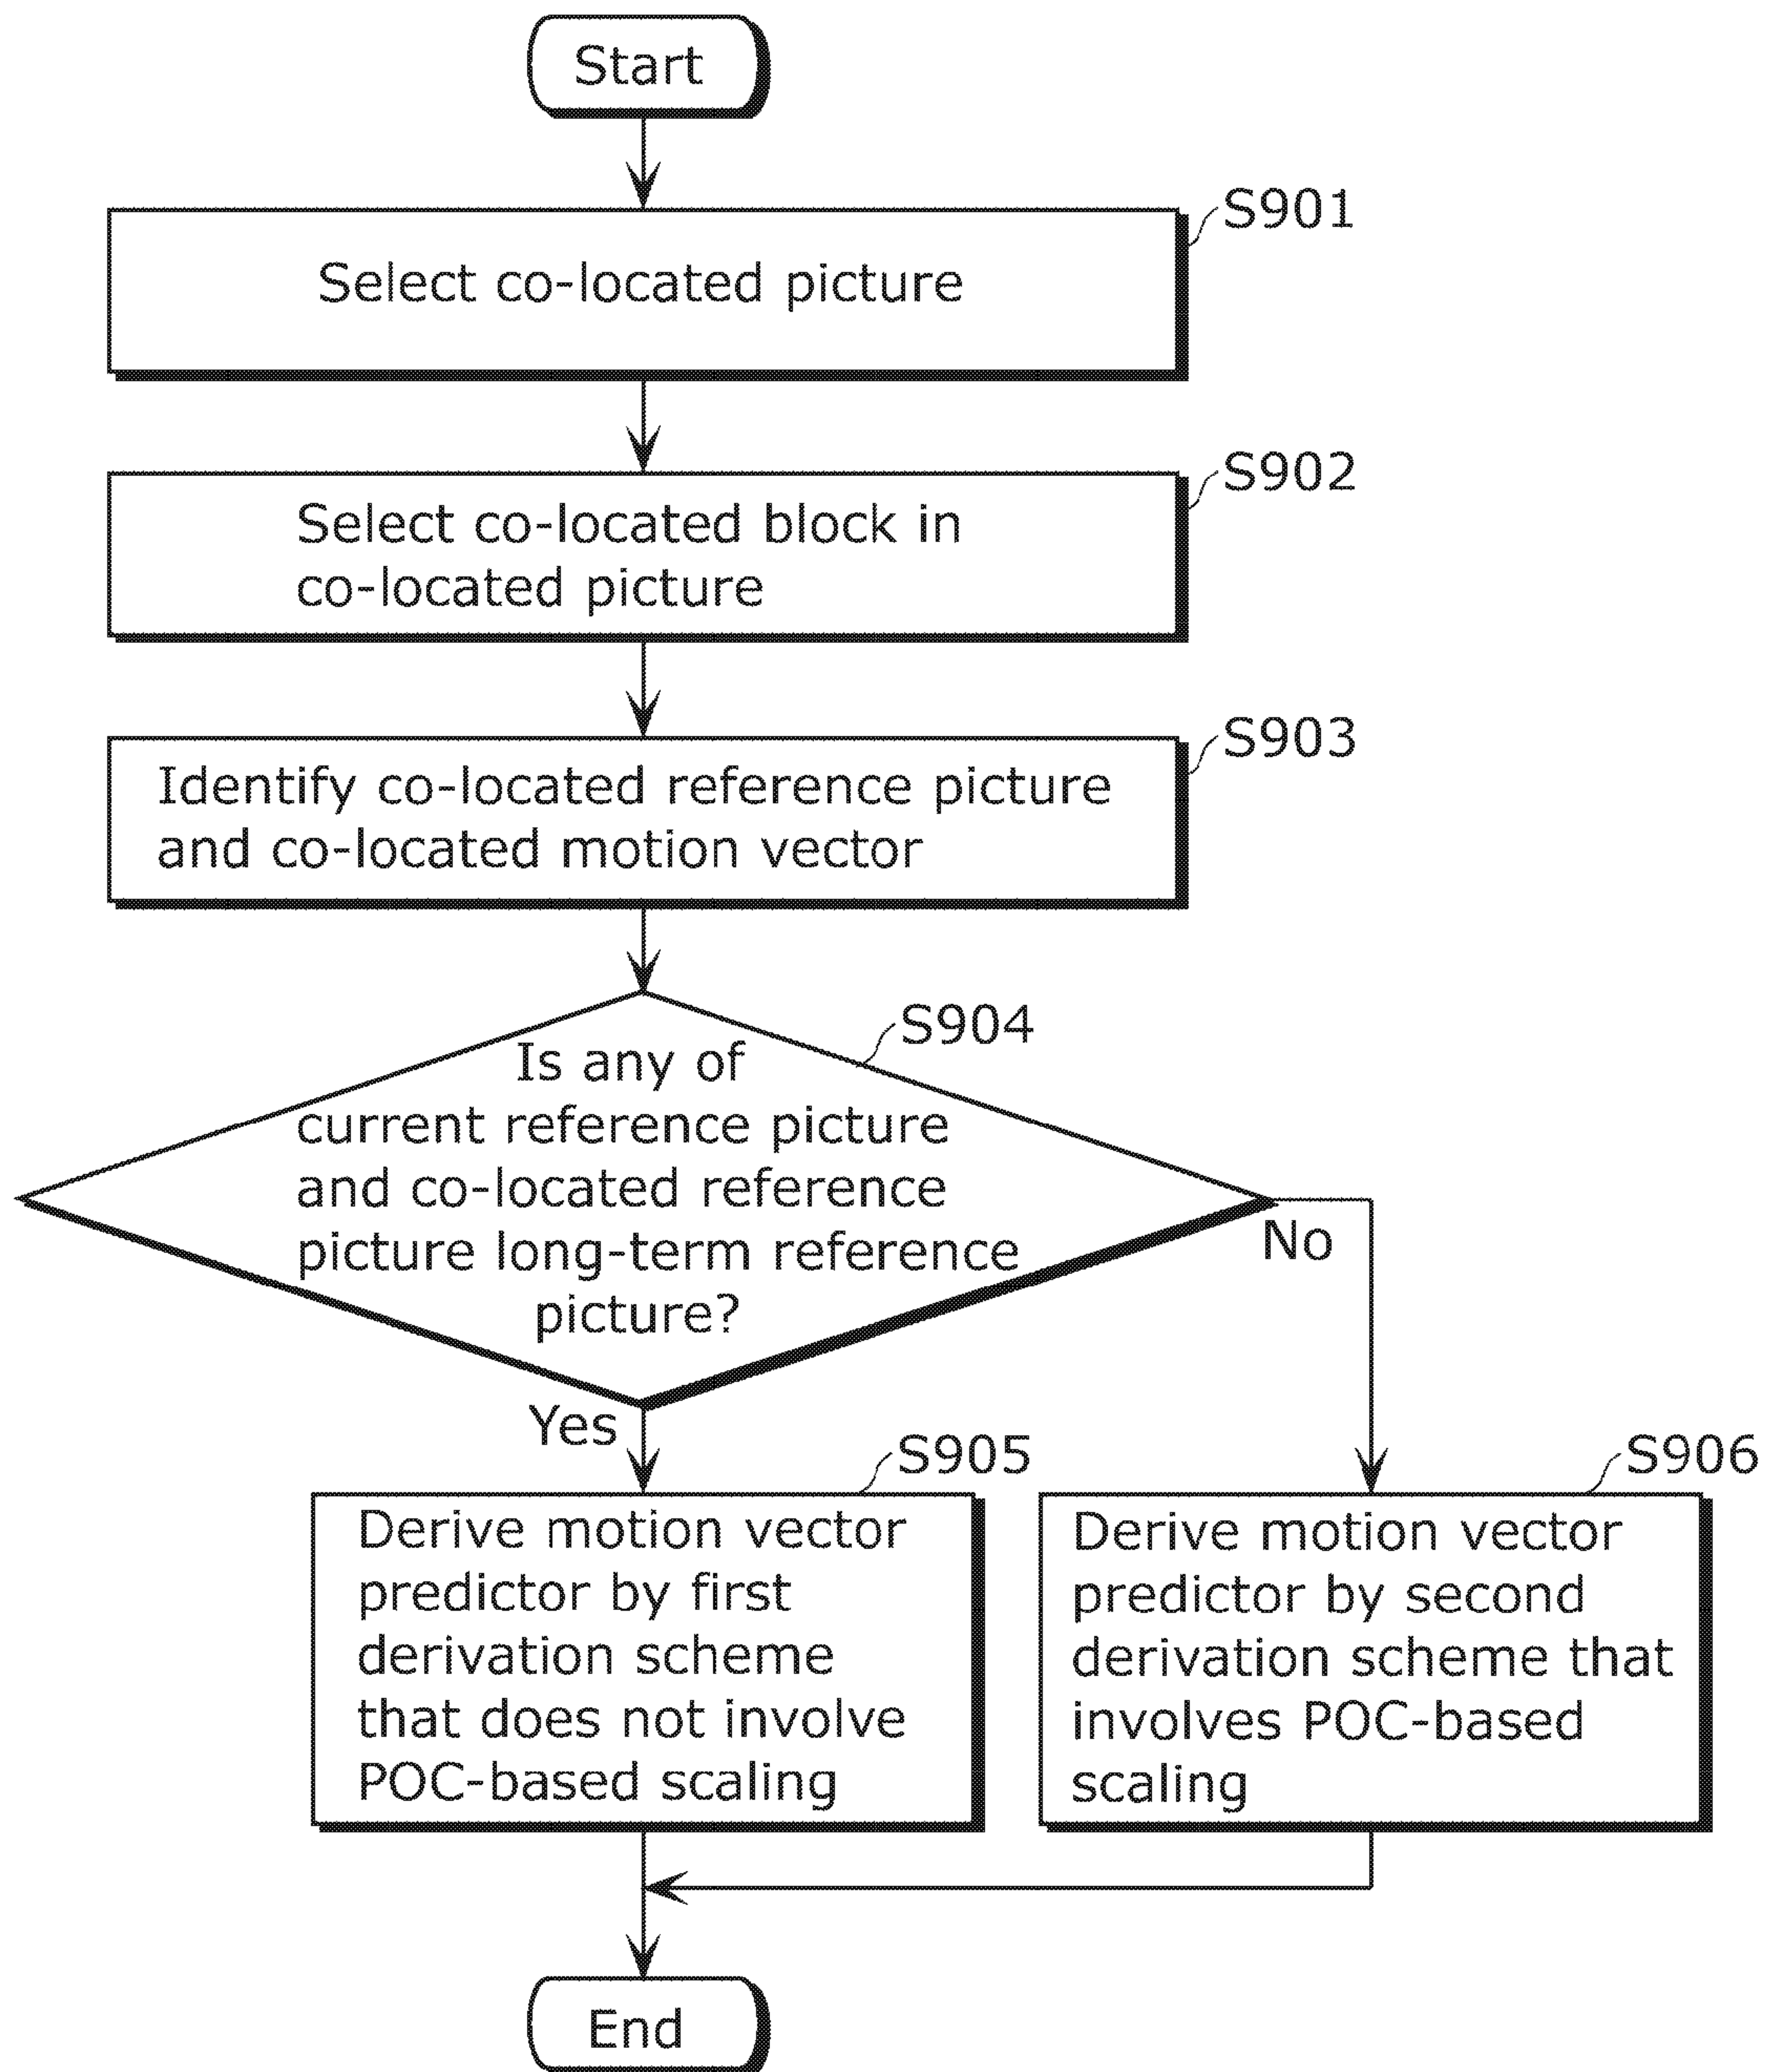 Start
S901
Select co-located picture
S902
Select co-located block in
co-located picture
S903
Identify co-located reference picture
and co-located motion vector
S904
Is any of
current reference picture
and co-located reference
picture long-term reference
picture?
No
Yes
S905
Derive motion vector
predictor by first
derivation scheme
that does not involve
POC-based scaling
S906
Derive motion vector
predictor by second
derivation scheme that
involves POC-based
scaling
End